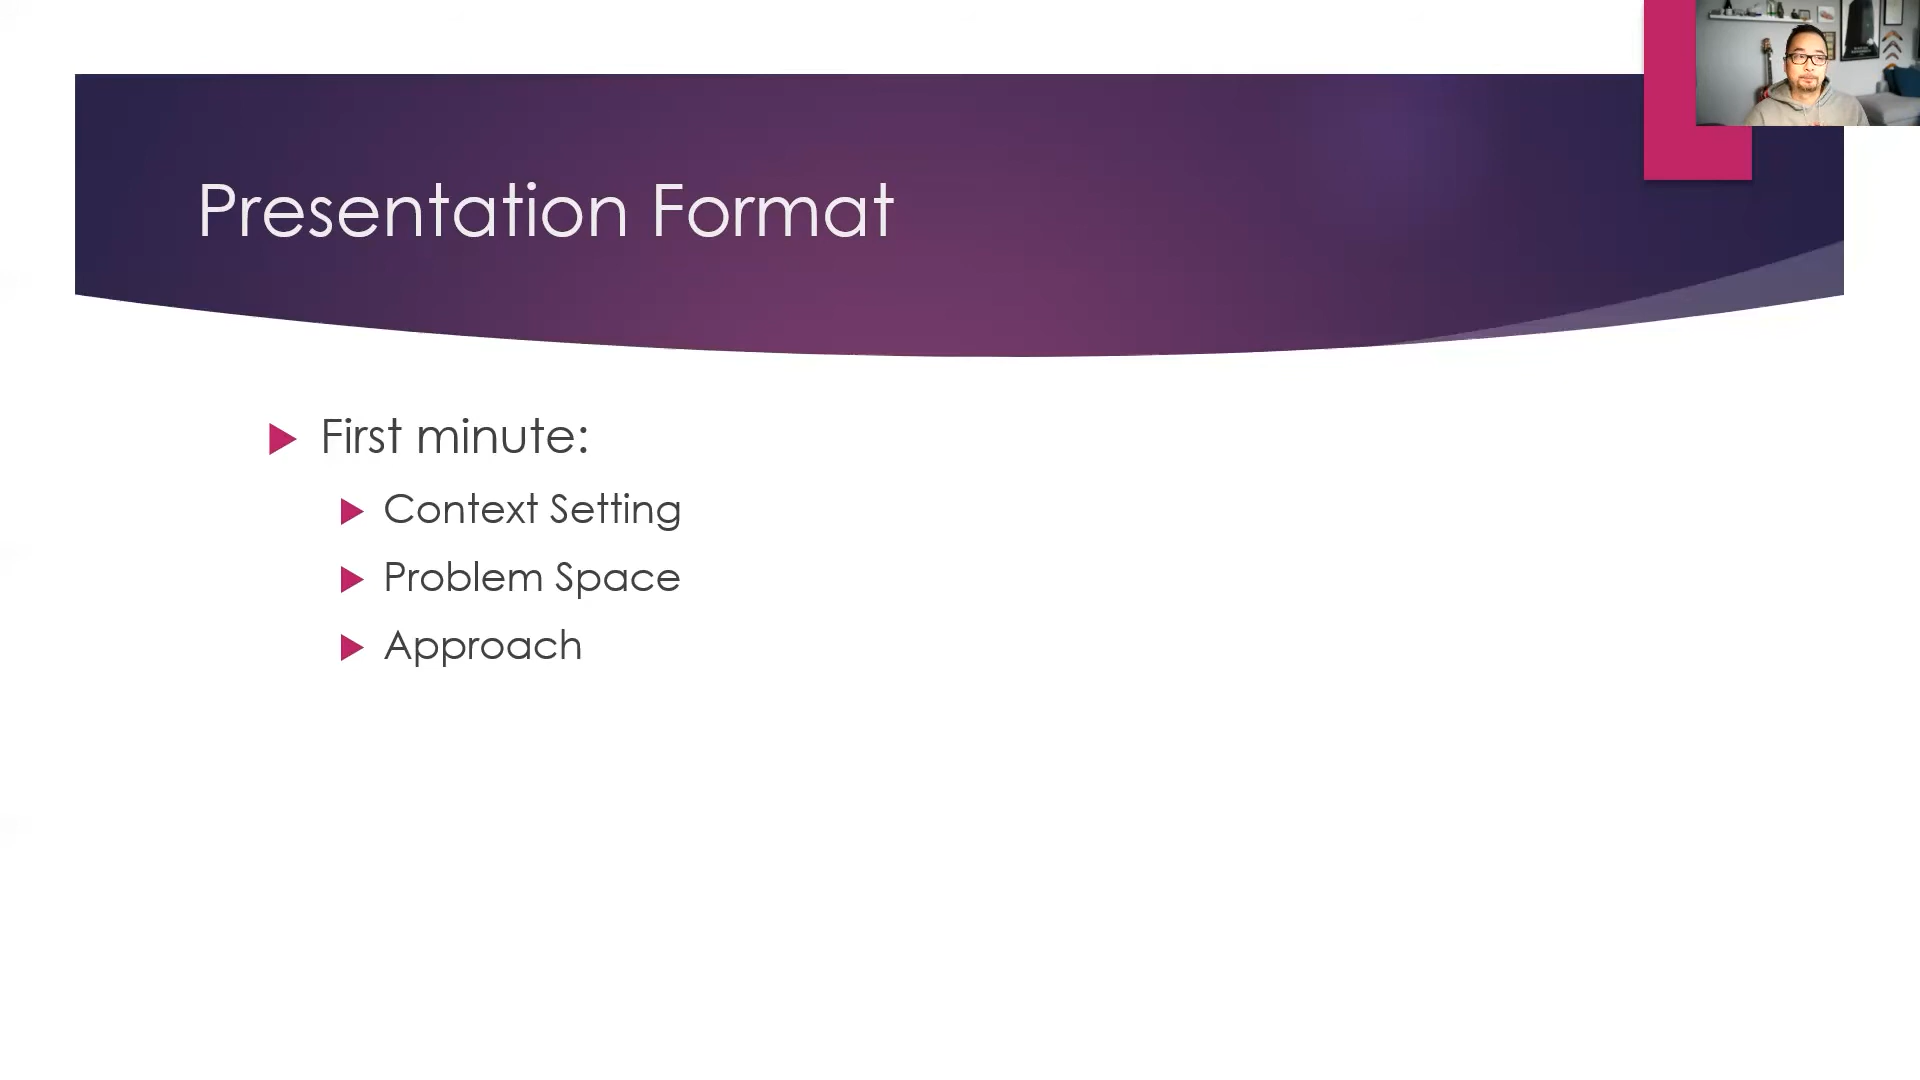 Presentation Format
First minute:
Context Setting
Problem Space
Approach